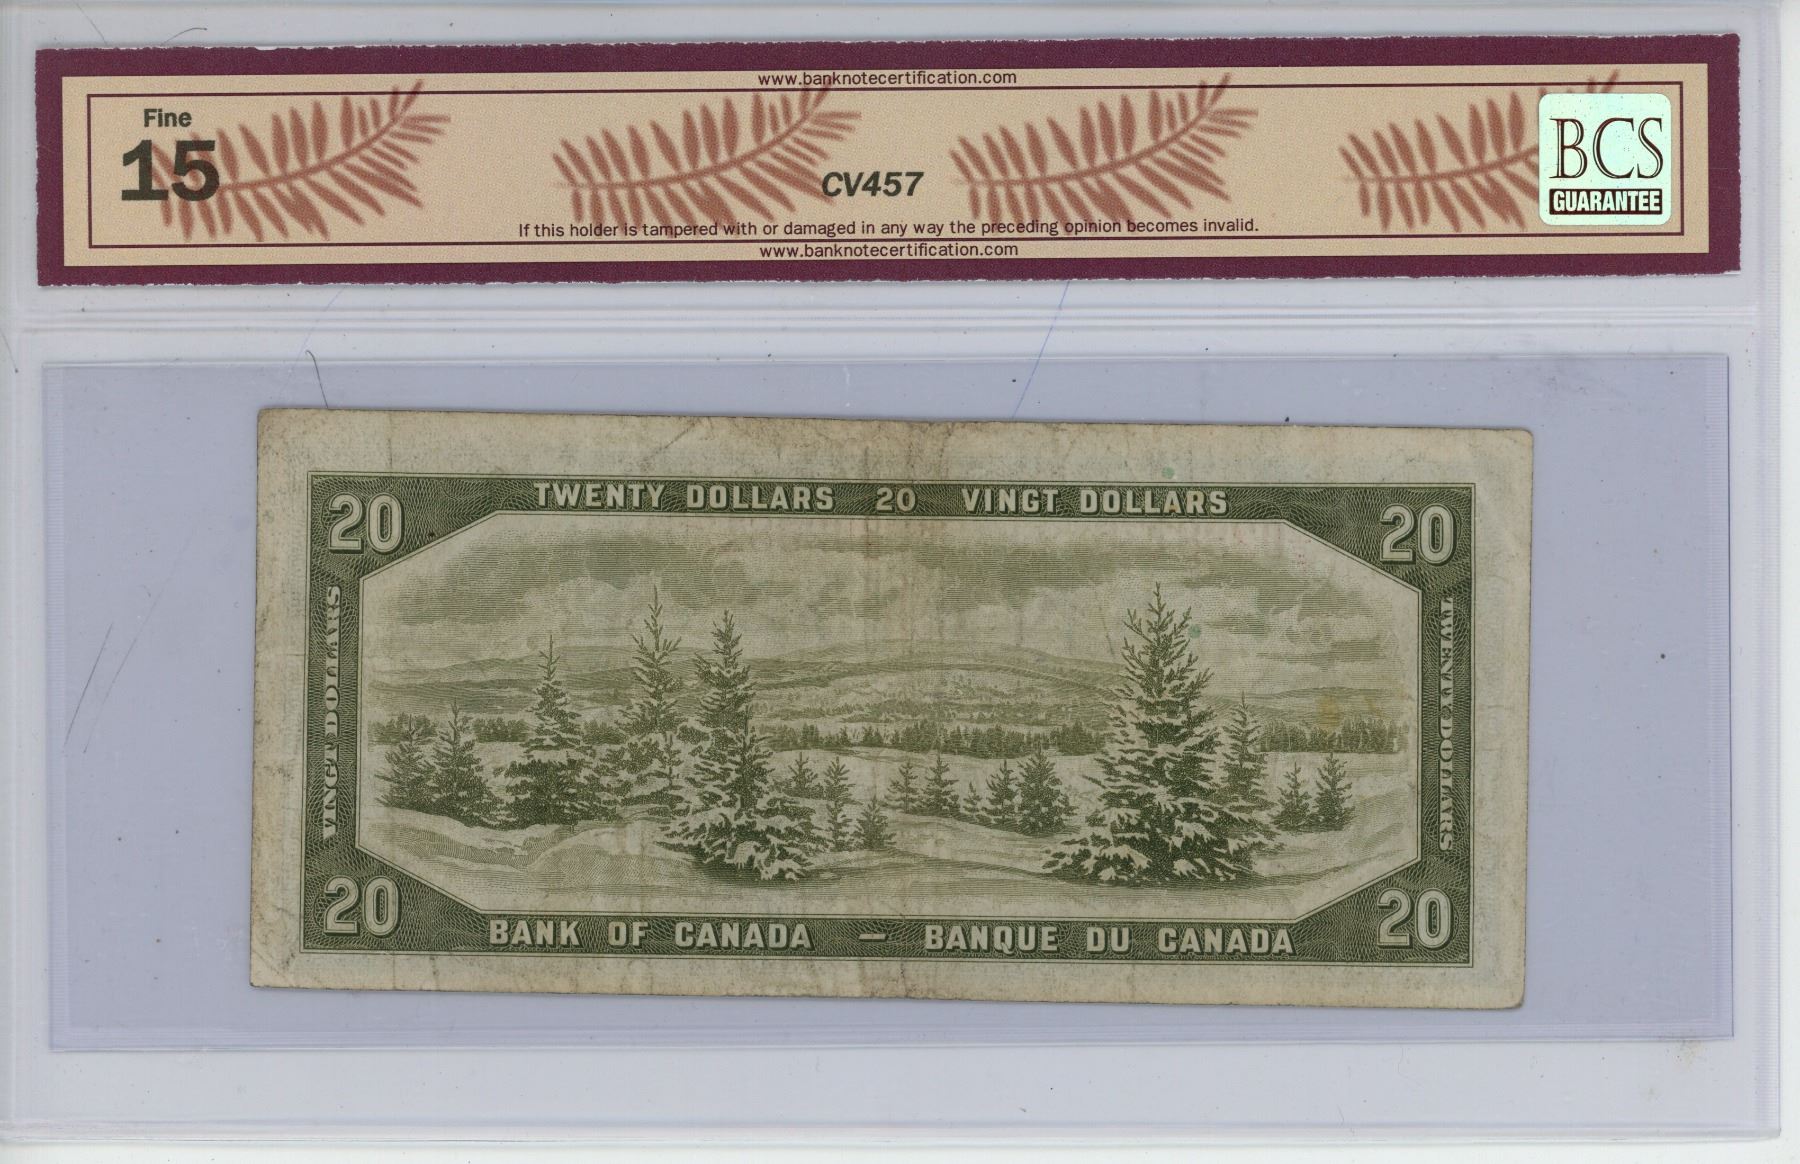 www.banknotecertification.com
Fine
15
CV457
BCS
GUARANTEE
If this holder is tampered with or damaged in any way the preceding opinion becomes invalid.
www.banknotecertification.com
20 TWENTY DOLLARS 20 VINGT DOLLARS 20
VINGT DOLLARS
TWENTY DOLLARS
20 BANK OF CANADA — BANQUE DU CANADA 20